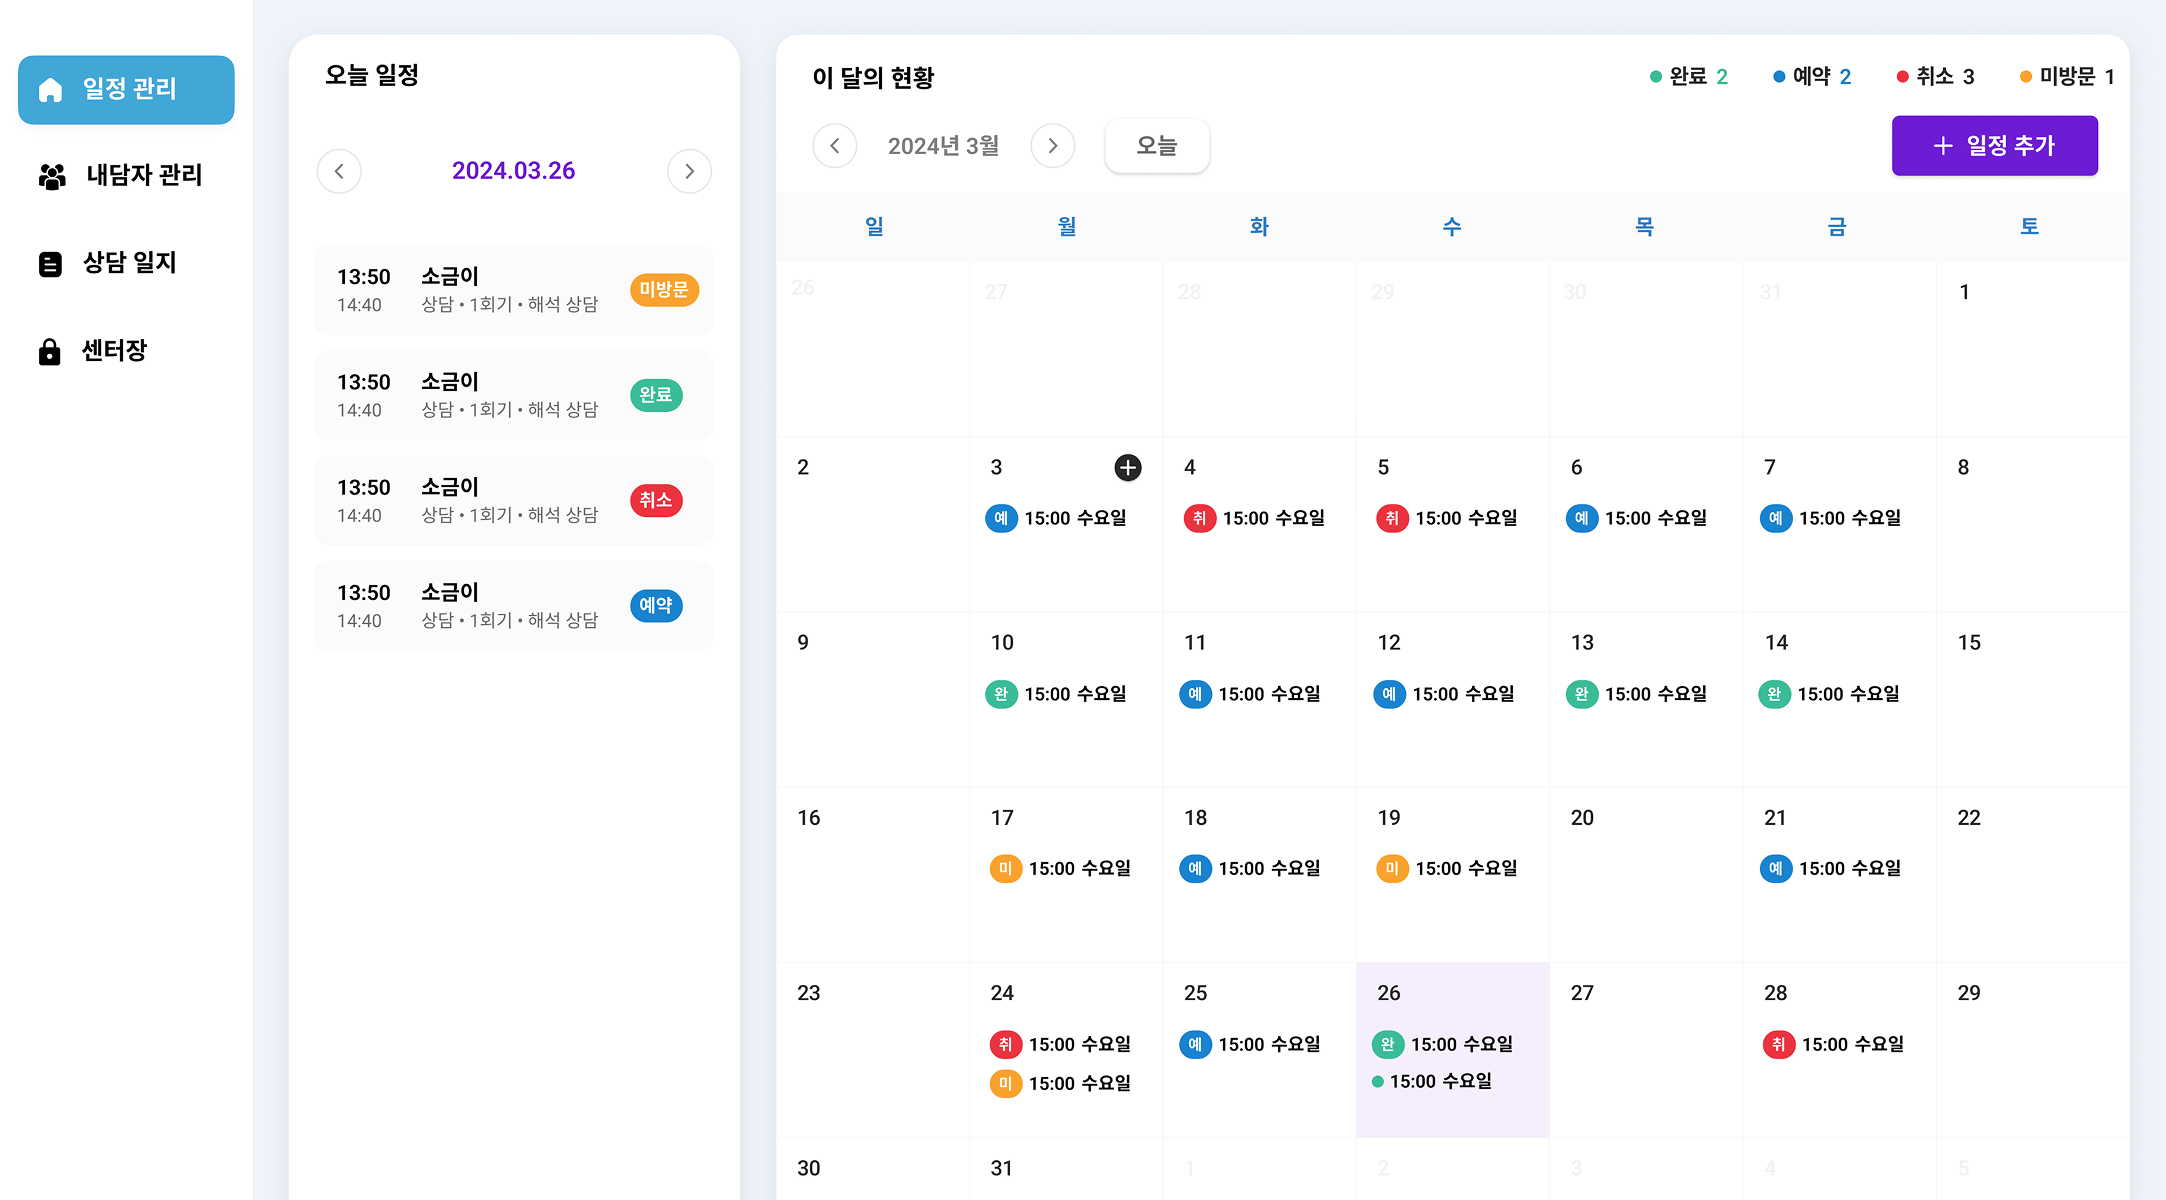 일정 관리
내담자 관리
상담 일지
센터장
오늘 일정
2024.03.26
13:50 소금이 미방문
14:40 상담 • 1회기 • 해석 상담
13:50 소금이 완료
14:40 상담 • 1회기 • 해석 상담
13:50 소금이 취소
14:40 상담 • 1회기 • 해석 상담
13:50 소금이 예약
14:40 상담 • 1회기 • 해석 상담
이 달의 현황
완료 2 예약 2 취소 3 미방문 1
2024년 3월 오늘 + 일정 추가
일 월 화 수 목 금 토
26 27 28 29 30 31 1
2 3 4 5 6 7 8
예 15:00 수요일 취 15:00 수요일 취 15:00 수요일 예 15:00 수요일 예 15:00 수요일
9 10 11 12 13 14 15
완 15:00 수요일 예 15:00 수요일 예 15:00 수요일 완 15:00 수요일 완 15:00 수요일
16 17 18 19 20 21 22
미 15:00 수요일 예 15:00 수요일 미 15:00 수요일 예 15:00 수요일
23 24 25 26 27 28 29
취 15:00 수요일 예 15:00 수요일 완 15:00 수요일 취 15:00 수요일
미 15:00 수요일 15:00 수요일
30 31 1 2 3 4 5